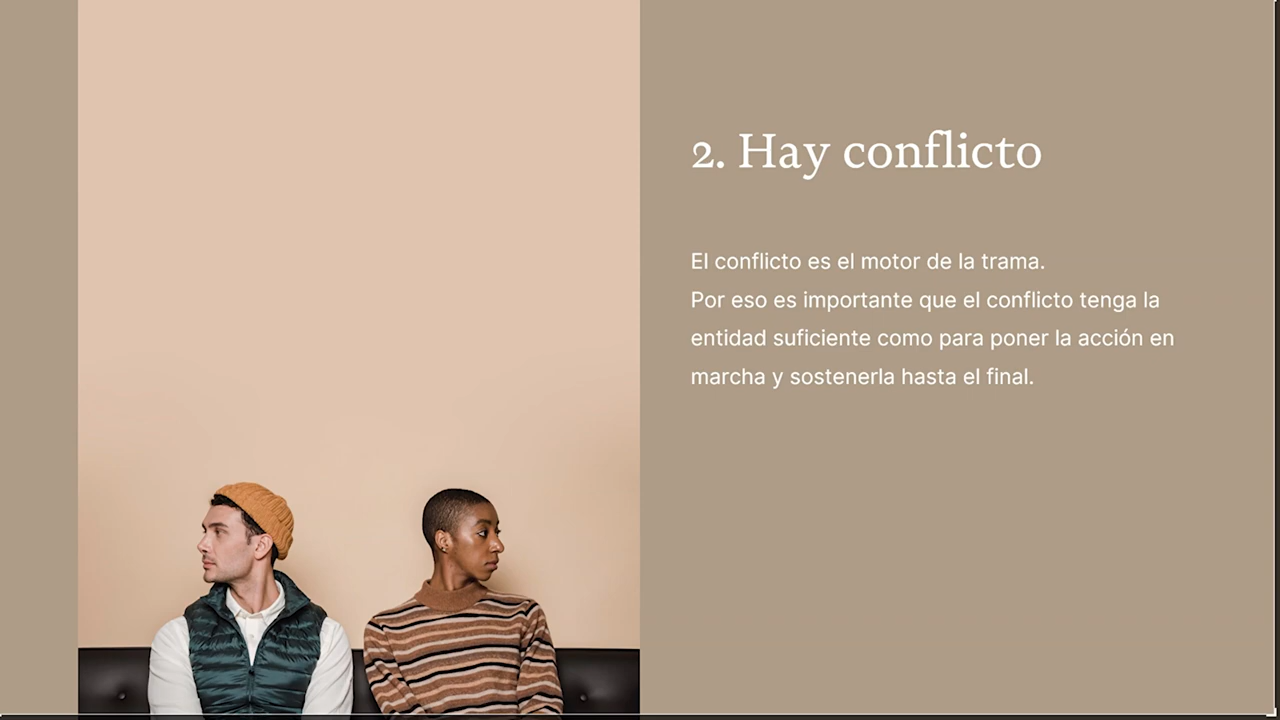 2. Hay conflicto
El conflicto es el motor de la trama.
Por eso es importante que el conflicto tenga la
entidad suficiente como para poner la acción en
marcha y sostenerla hasta el final.